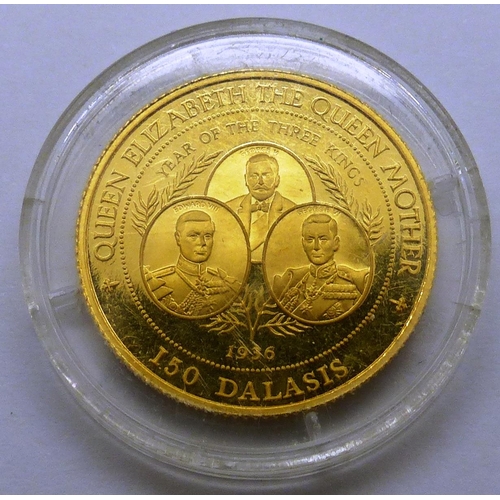 QUEEN ELIZABETH THE QUEEN MOTHER
YEAR OF THE THREE KINGS
1936
150 DALASIS